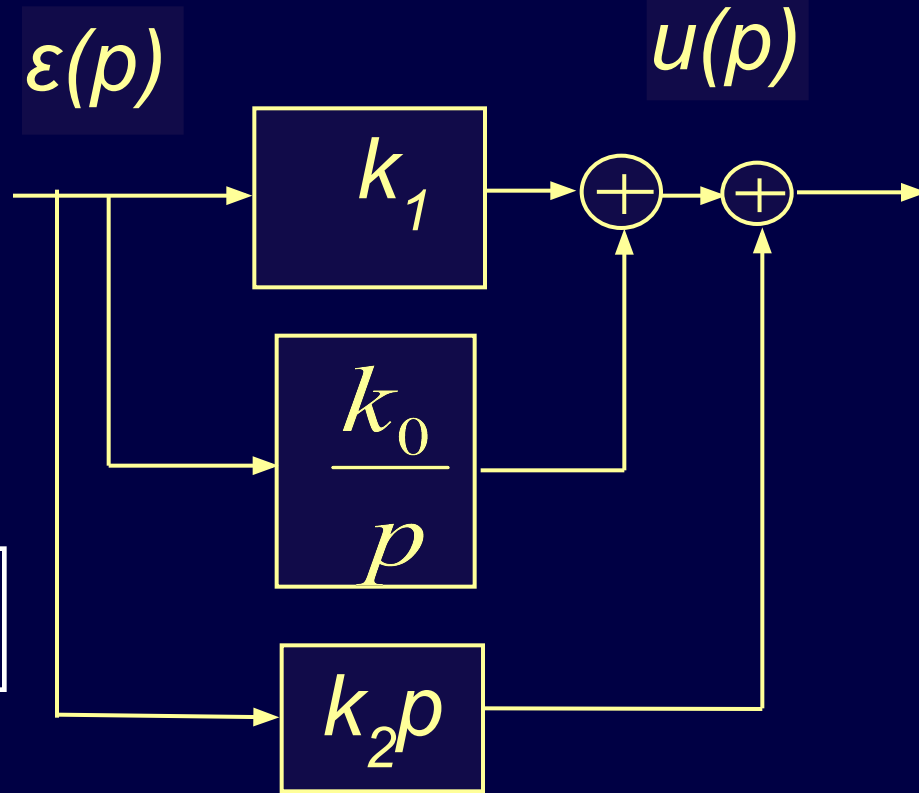 ε(p)
u(p)
k₁
+
+
k₀
p
k₂p